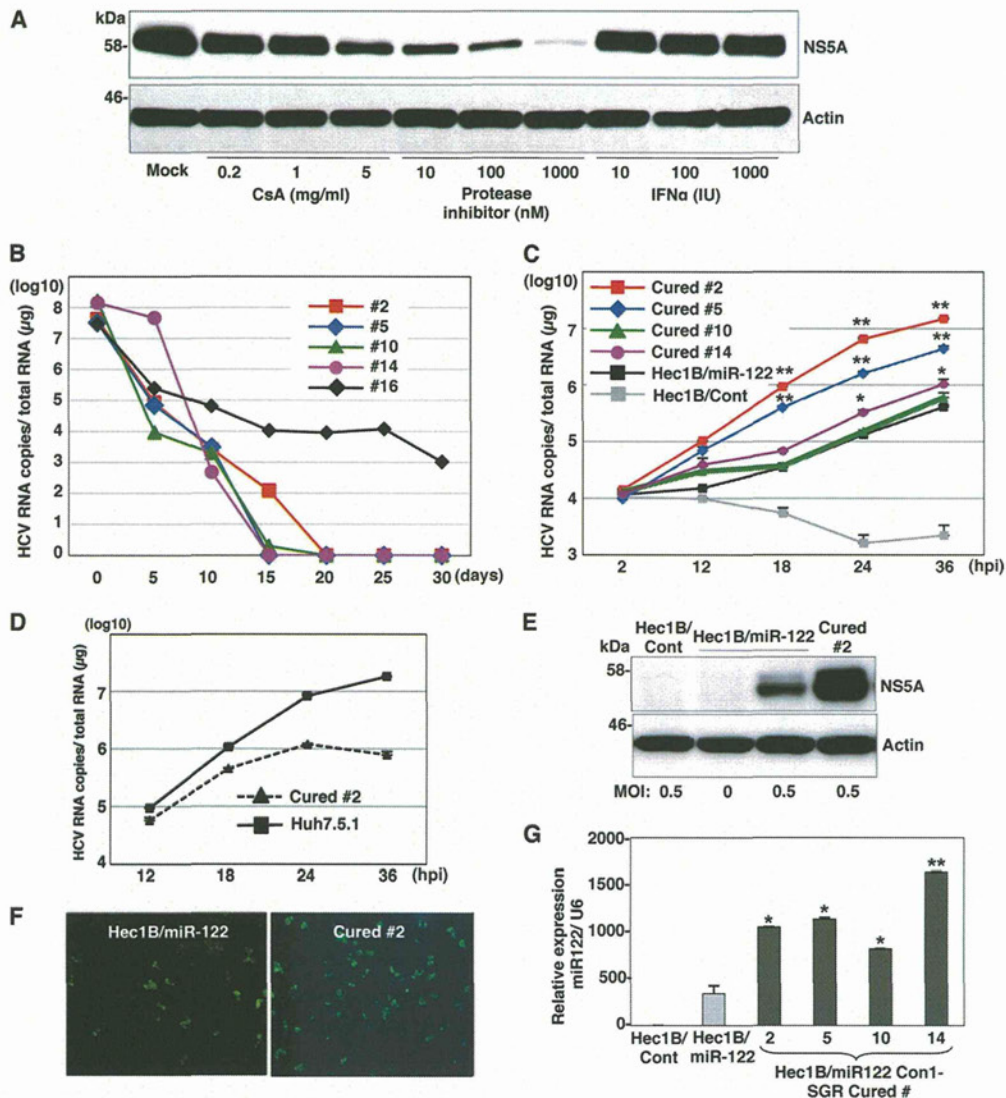 A
kDa
58-
NS5A
46-
Actin
Mock 0.2 1 5 10 100 1000 10 100 1000
CsA (mg/ml) Protease inhibitor (nM) IFNα (IU)
B
(log10)
HCV RNA copies/ total RNA (µg)
8
7
6
5
4
3
2
1
0
#2
#5
#10
#14
#16
0 5 10 15 20 25 30 (days)
C
(log10)
HCV RNA copies/ total RNA (µg)
7
6
5
4
3
Cured #2
Cured #5
Cured #10
Cured #14
Hec1B/miR-122
Hec1B/Cont
** ** ** ** ** ** * *
2 12 18 24 36 (hpi)
D
(log10)
HCV RNA copies/ total RNA (µg)
7
6
5
4
Cured #2
Huh7.5.1
12 18 24 36 (hpi)
E
Hec1B/ Cont Hec1B/miR-122 Cured #2
kDa
58-
NS5A
46-
Actin
MOI: 0.5 0 0.5 0.5
F
Hec1B/miR-122
Cured #2
G
Relative expression
miR122/ U6
2000
1500
1000
500
0
* * * **
Hec1B/ Cont Hec1B/ miR-122 2 5 10 14
Hec1B/miR122 Con1-
SGR Cured #